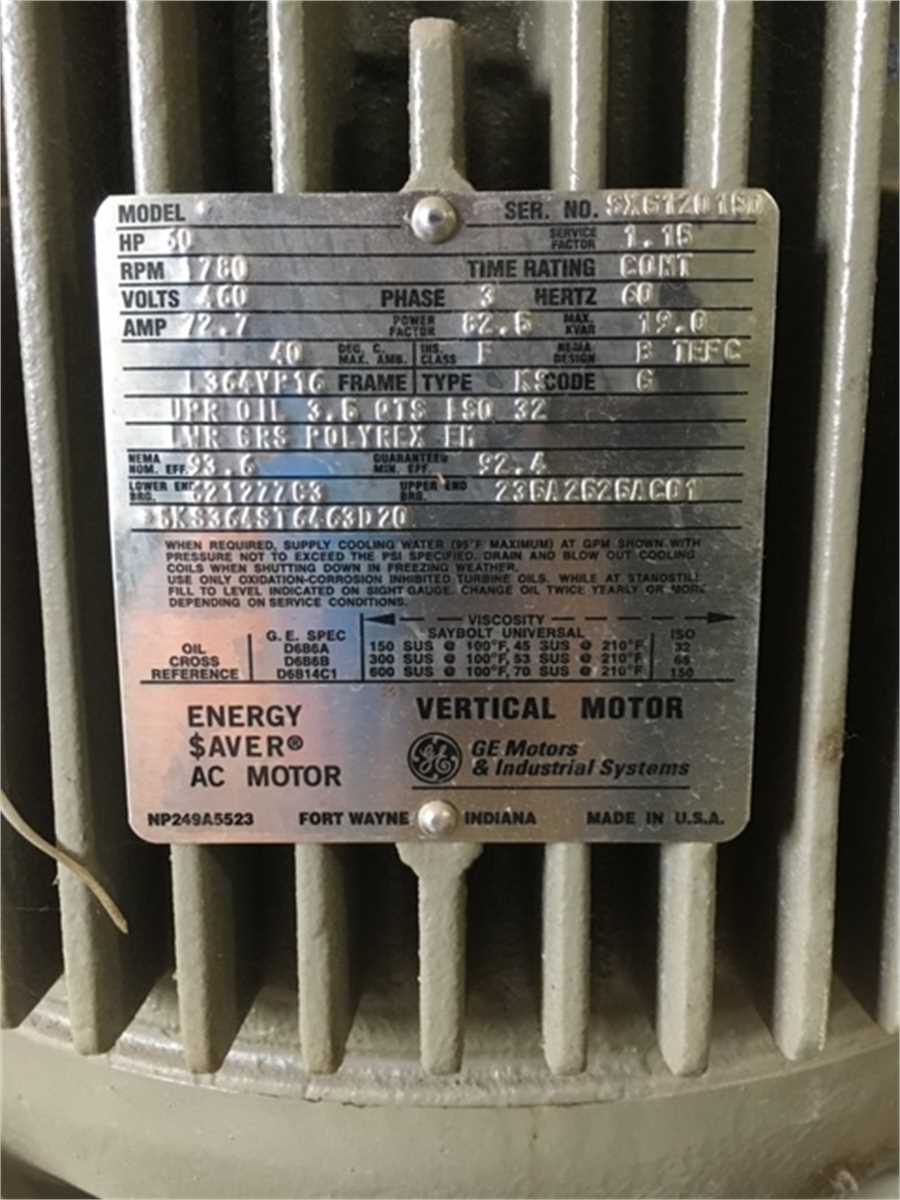 MODEL SER. NO. SX6120150
HP 60 SERVICE FACTOR 1.15
RPM 1780 TIME RATING CONT
VOLTS 460 PHASE 3 HERTZ 60
AMP 72.7 POWER FACTOR 82.5 MAX. KVAR 19.0
40 DEG. C. MAX. AMB. INS. CLASS F NEMA DESIGN B TEFC
L364VP16 FRAME TYPE KS CODE G
UPR OIL 3.5 QTS ISO 32
LWR GRS POLYREX EM
NEMA NOM. EFF. 93.6 GUARANTEED MIN. EFF. 92.4
LOWER END BRG. 6212ZZC3 UPPER END BRG. 235A2525AC01
5KS364ST6463D20
WHEN REQUIRED, SUPPLY COOLING WATER (95°F MAXIMUM) AT GPM SHOWN WITH
PRESSURE NOT TO EXCEED THE PSI SPECIFIED. DRAIN AND BLOW OUT COOLING
COILS WHEN SHUTTING DOWN IN FREEZING WEATHER.
USE ONLY OXIDATION-CORROSION INHIBITED TURBINE OILS. WHILE AT STANDSTILL
FILL TO LEVEL INDICATED ON SIGHT GAUGE. CHANGE OIL TWICE YEARLY OR MORE
DEPENDING ON SERVICE CONDITIONS.
VISCOSITY
G. E. SPEC SAYBOLT UNIVERSAL ISO
OIL D6B6A 150 SUS @ 100°F, 45 SUS @ 210°F 32
CROSS D6B6B 300 SUS @ 100°F, 53 SUS @ 210°F 68
REFERENCE D6B14C1 600 SUS @ 100°F, 70 SUS @ 210°F 150
ENERGY
$AVER®
AC MOTOR
VERTICAL MOTOR
GE GE Motors
& Industrial Systems
NP249A5523 FORT WAYNE INDIANA MADE IN U.S.A.